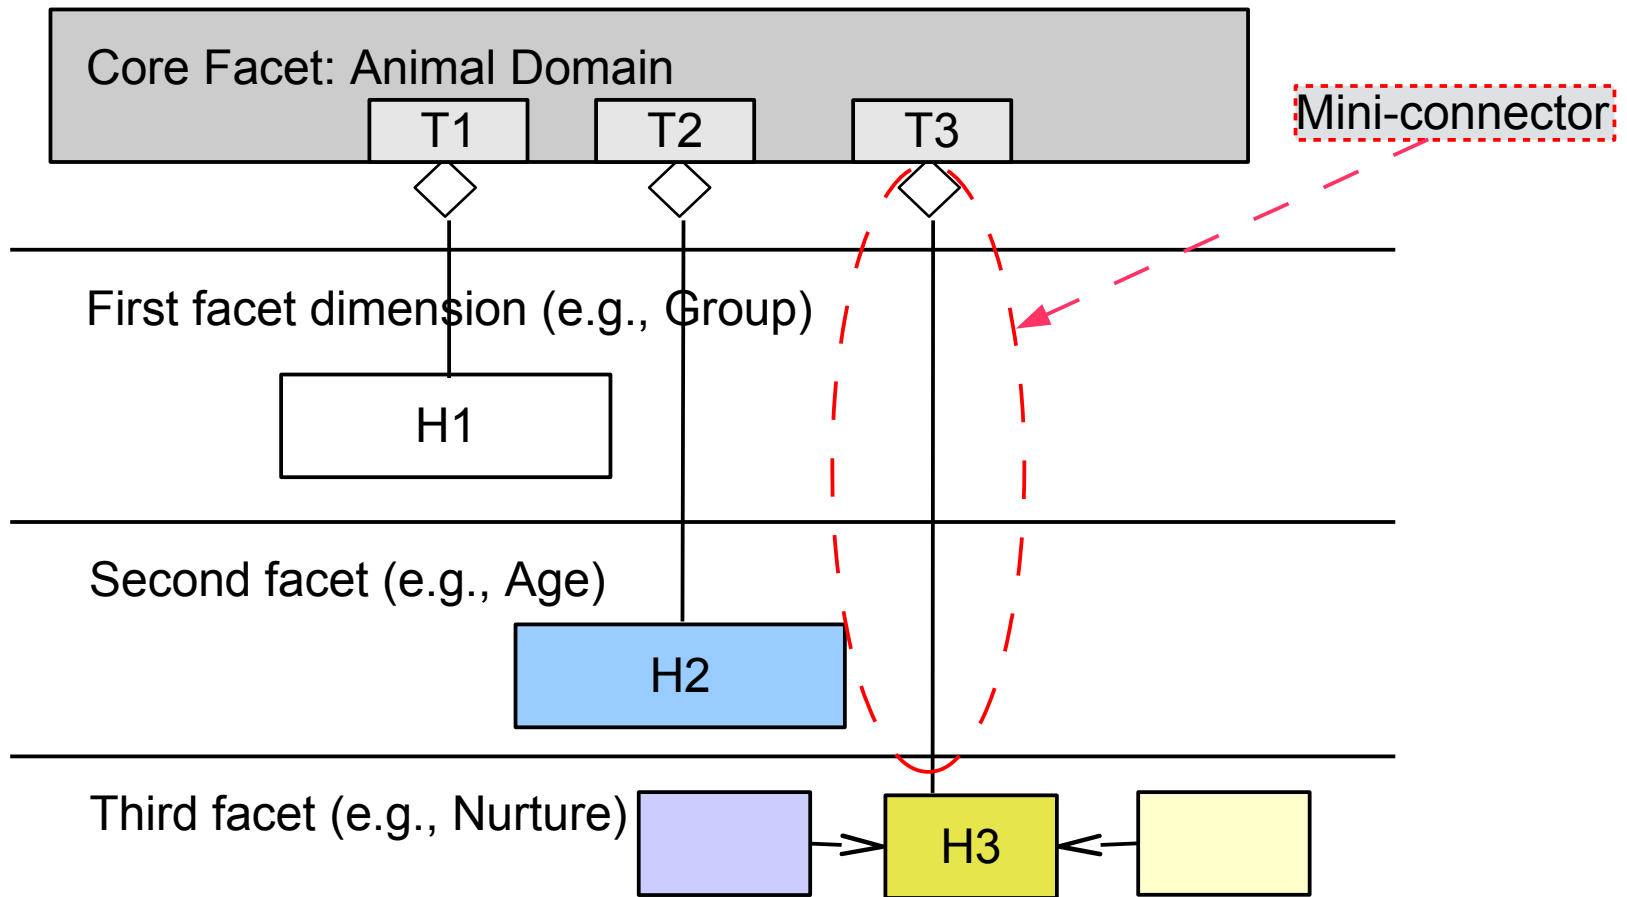 Core Facet: Animal Domain
T1
T2
T3
Mini-connector
First facet dimension (e.g., Group)
H1
Second facet (e.g., Age)
H2
Third facet (e.g., Nurture)
H3